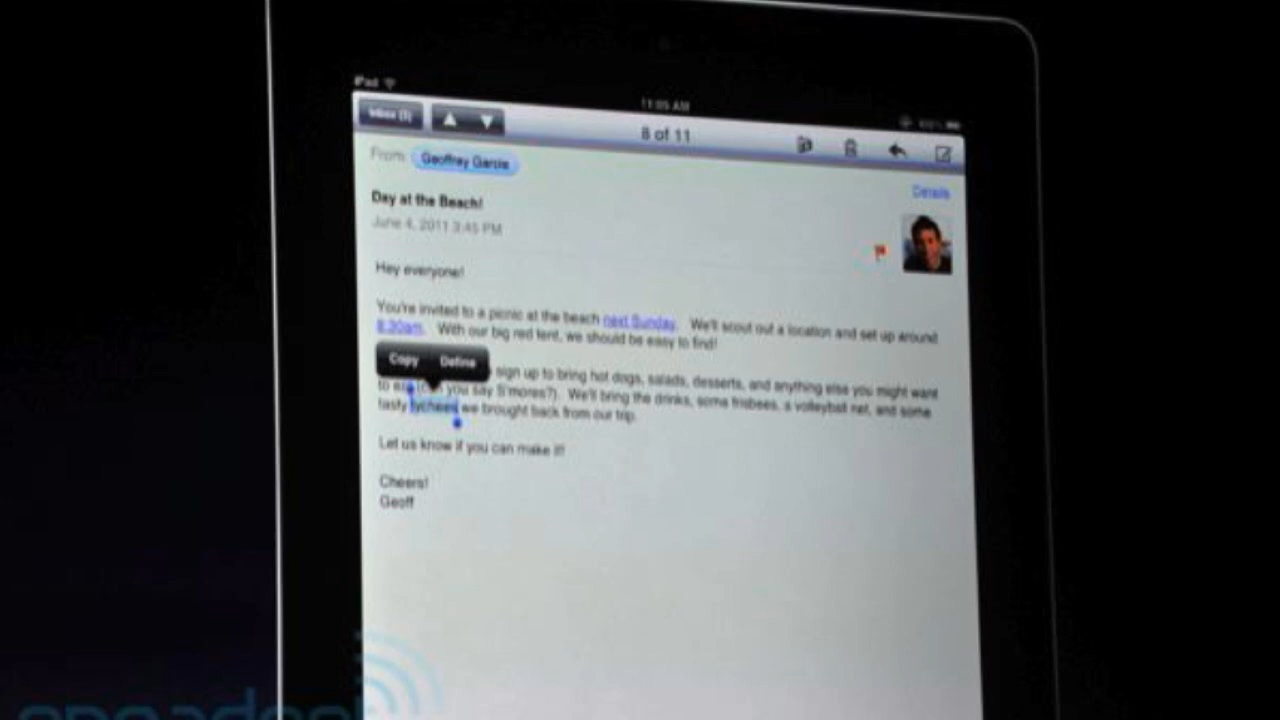 iPad
11:05 AM
Inbox (3)
8 of 11
From: Geoffrey Garcia
Details
Day at the Beach!
June 4, 2011 3:45 PM
Hey everyone!
You're invited to a picnic at the beach next Sunday. We'll scout out a location and set up around
8:30am. With our big red tent, we should be easy to find!
Copy Define
sign up to bring hot dogs, salads, desserts, and anything else you might want
to you say S'mores?). We'll bring the drinks, some frisbees, a volleyball net, and some
tasty lychees we brought back from our trip.
Let us know if you can make it!
Cheers!
Geoff